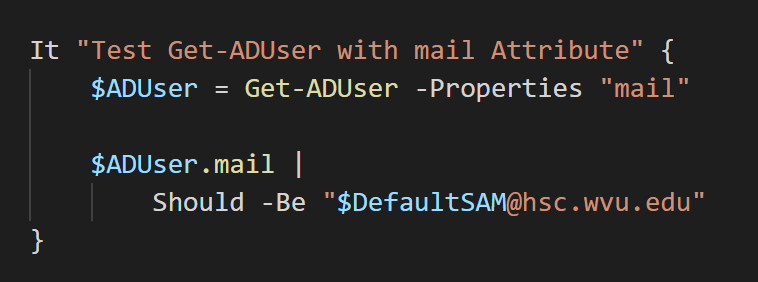 It "Test Get-ADUser with mail Attribute" {
$ADUser = Get-ADUser -Properties "mail"
$ADUser.mail |
Should -Be "$DefaultSAM@hsc.wvu.edu"
}